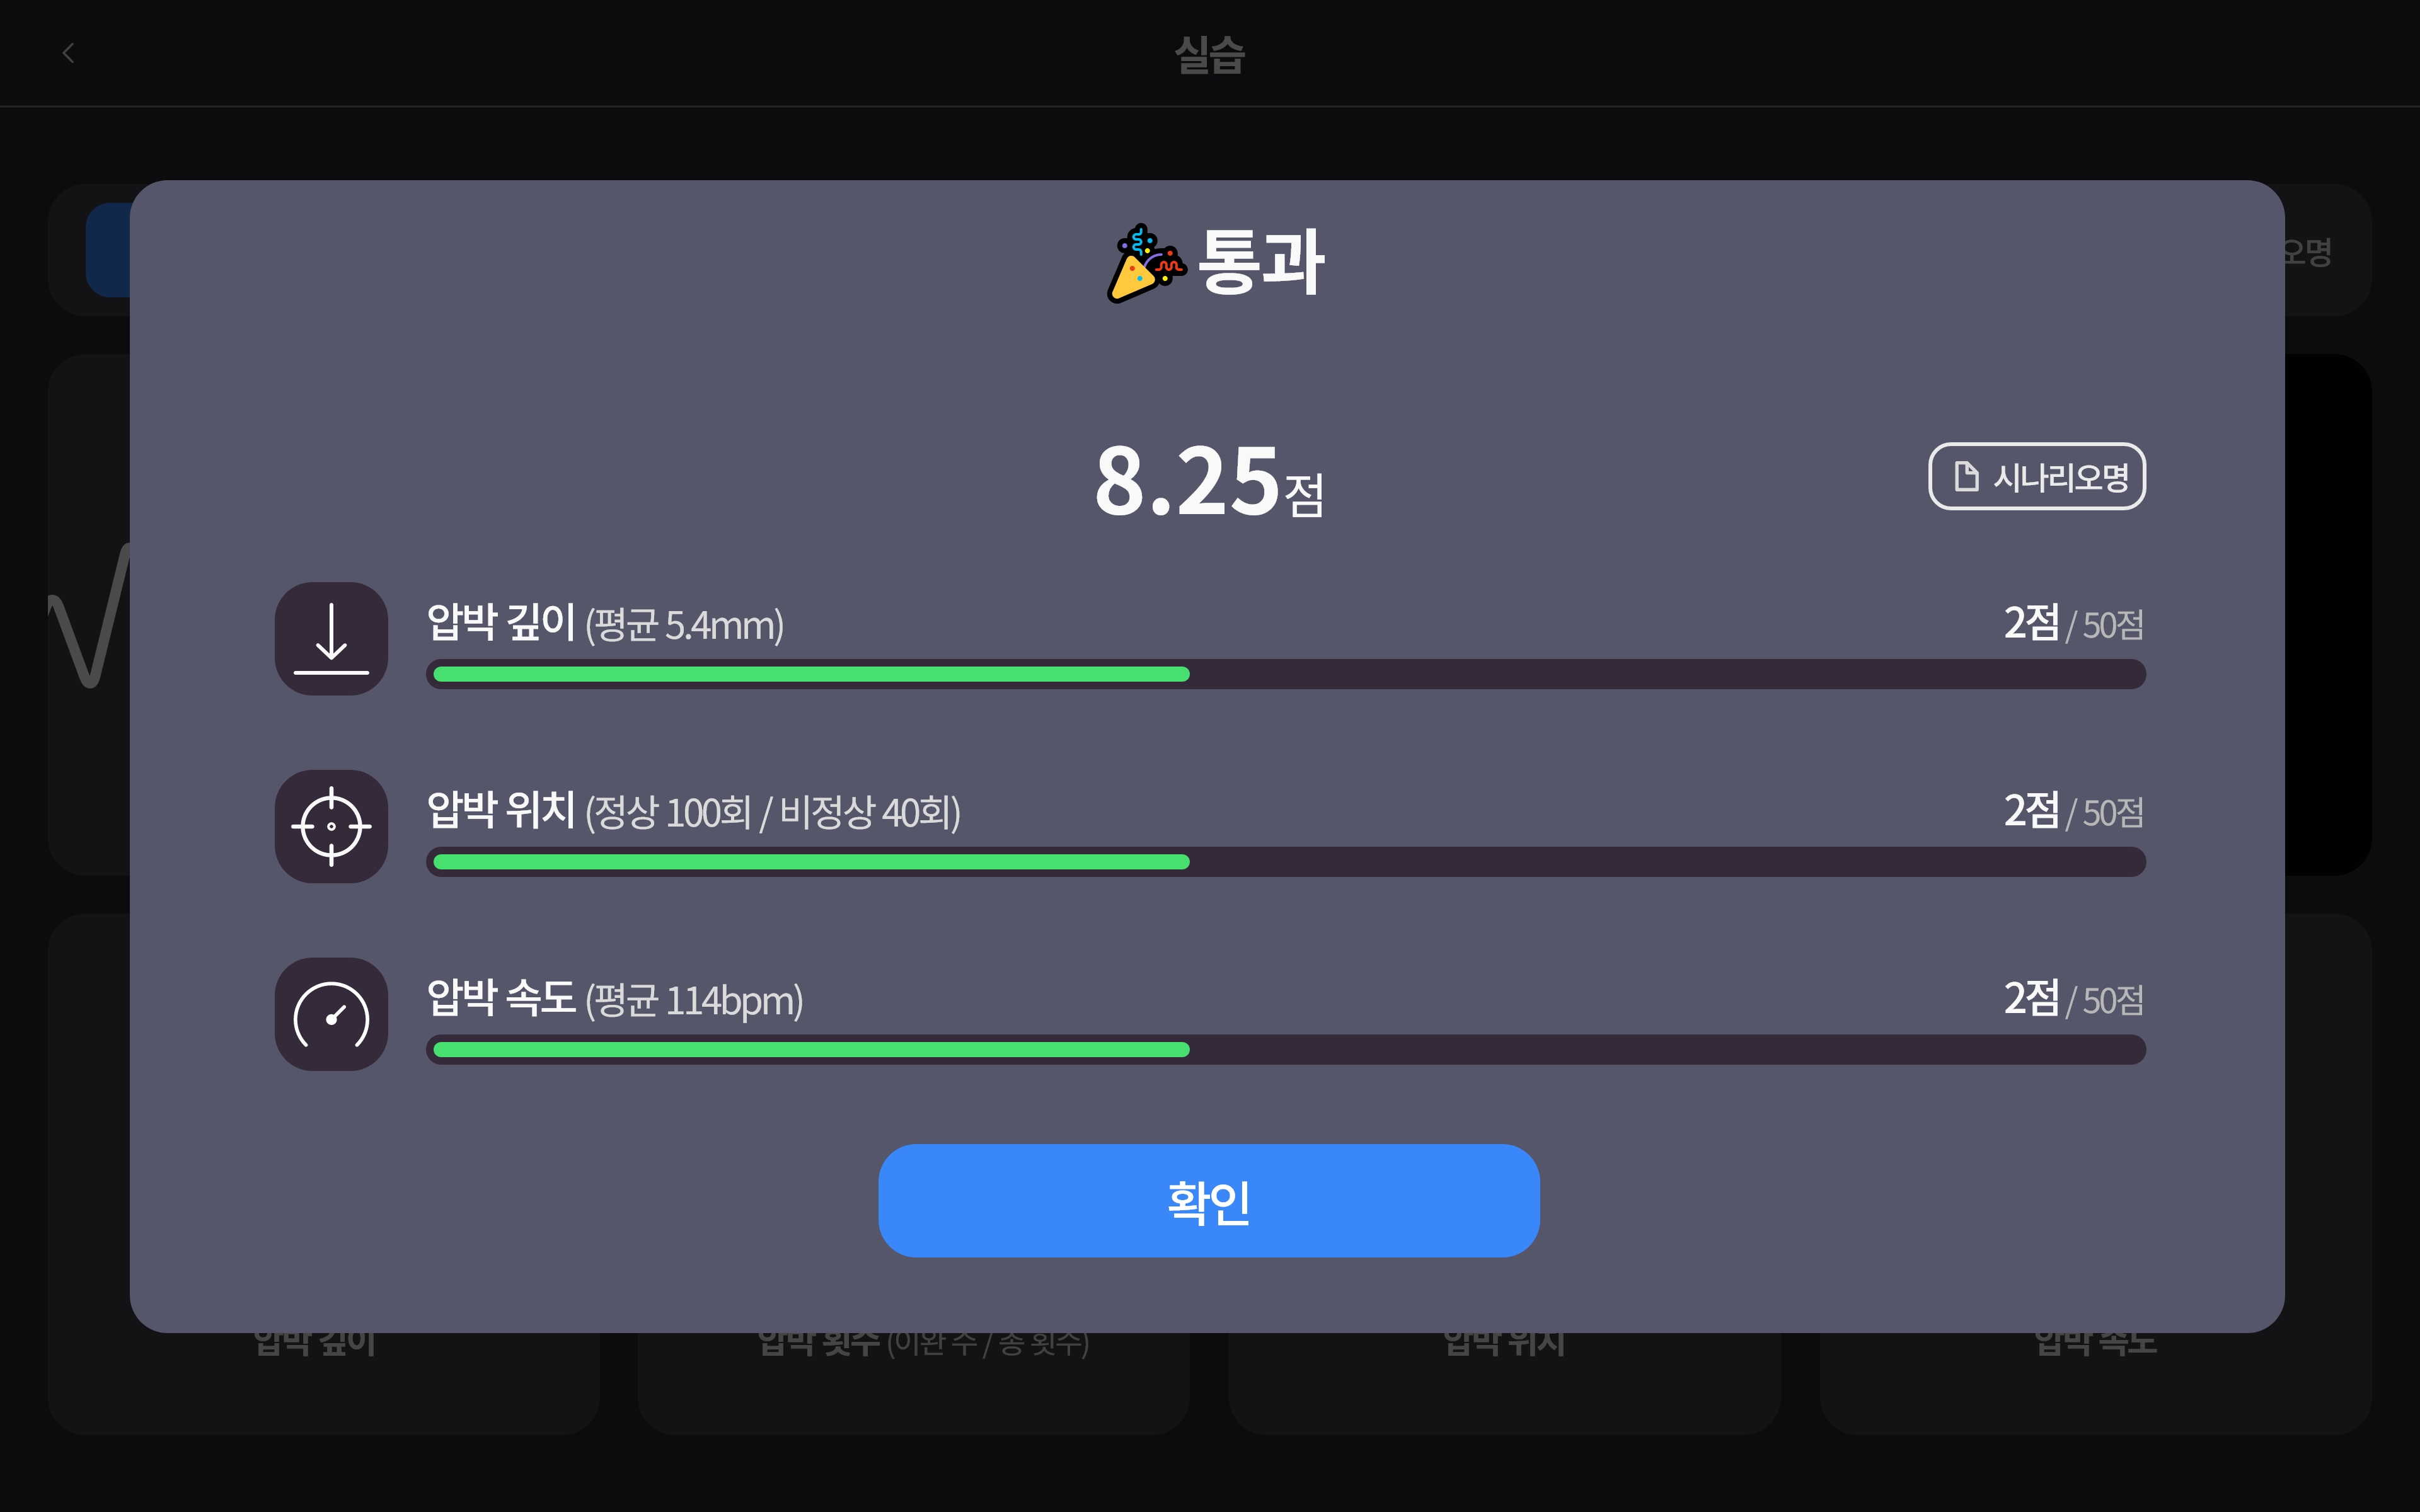 실습
오명
통과
8.25점
시나리오명
압박 깊이 (평균 5.4mm)
2점 / 50점
압박 위치 (정상 100회 / 비정상 40회)
2점 / 50점
압박 속도 (평균 114bpm)
2점 / 50점
확인
압박 깊이
압박 횟수 (이완 수 / 총 횟수)
압박 위치
압박 속도